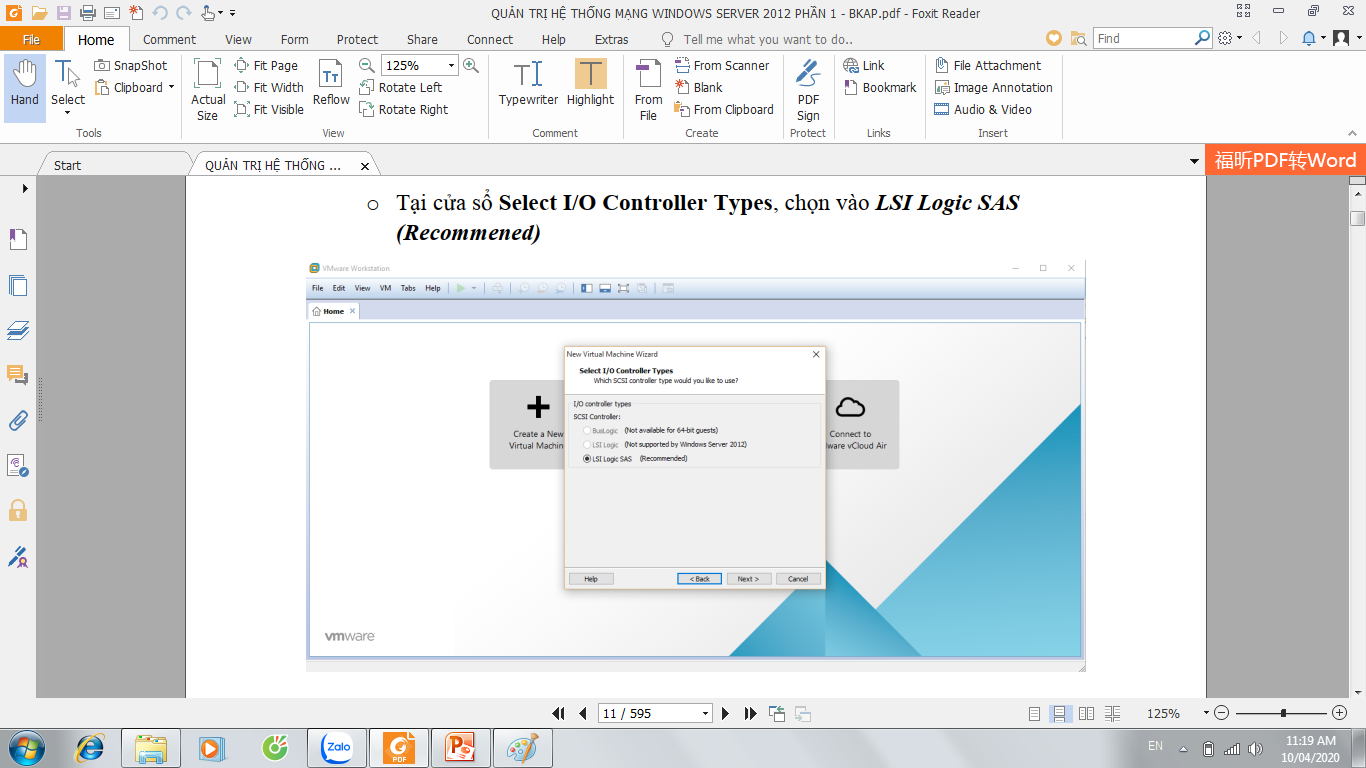 QUẢN TRỊ HỆ THỐNG MẠNG WINDOWS SERVER 2012 PHẦN 1 - BKAP.pdf - Foxit Reader
File Home Comment View Form Protect Share Connect Help Extras Tell me what you want to do.. Find
Hand
Select
SnapShot
Clipboard
Tools
Actual Size
Fit Page
Fit Width
Fit Visible
Reflow
125%
Rotate Left
Rotate Right
View
Typewriter
Highlight
Comment
From File
From Scanner
Blank
From Clipboard
Create
PDF Sign
Protect
Link
Bookmark
Links
File Attachment
Image Annotation
Audio & Video
Insert
Start
QUẢN TRỊ HỆ THỐNG ...
福昕PDF转Word
o Tại cửa sổ Select I/O Controller Types, chọn vào LSI Logic SAS
(Recommened)
VMware Workstation
File Edit View VM Tabs Help
Home
Create a New
Virtual Machin
New Virtual Machine Wizard
Select I/O Controller Types
Which SCSI controller type would you like to use?
I/O controller types
SCSI Controller:
BusLogic (Not available for 64-bit guests)
LSI Logic (Not supported by Windows Server 2012)
LSI Logic SAS (Recommended)
Help < Back Next > Cancel
Connect to
ware vCloud Air
vmware
11 / 595
125%
Zalo
PDF
EN
11:19 AM
10/04/2020